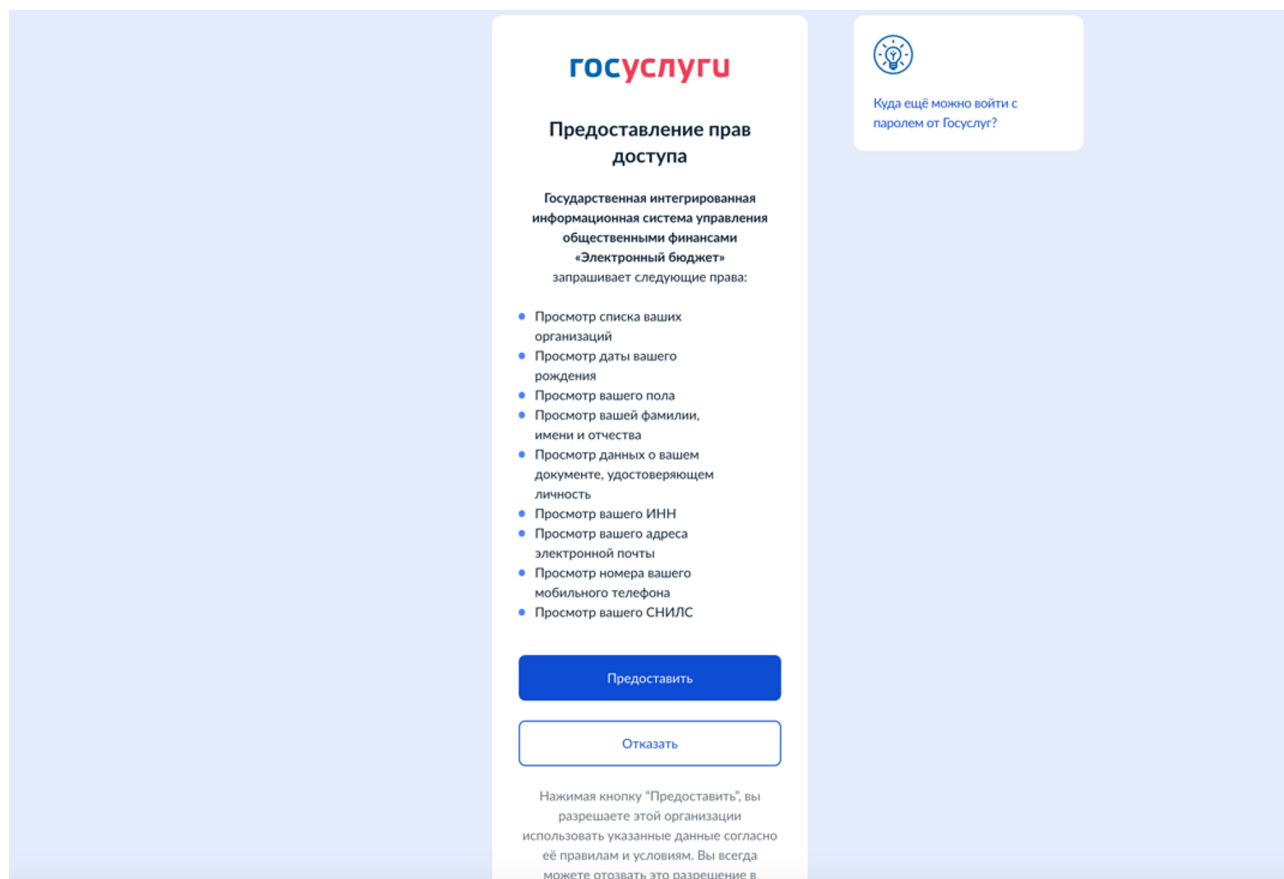 госуслуги
Предоставление прав
доступа
Государственная интегрированная
информационная система управления
общественными финансами
«Электронный бюджет»
запрашивает следующие права:
Просмотр списка ваших
организаций
Просмотр даты вашего
рождения
Просмотр вашего пола
Просмотр вашей фамилии,
имени и отчества
Просмотр данных о вашем
документе, удостоверяющем
личность
Просмотр вашего ИНН
Просмотр вашего адреса
электронной почты
Просмотр номера вашего
мобильного телефона
Просмотр вашего СНИЛС
Предоставить
Отказать
Нажимая кнопку "Предоставить", вы
разрешаете этой организации
использовать указанные данные согласно
её правилам и условиям. Вы всегда
можете отозвать это разрешение в
Куда ещё можно войти с
паролем от Госуслуг?